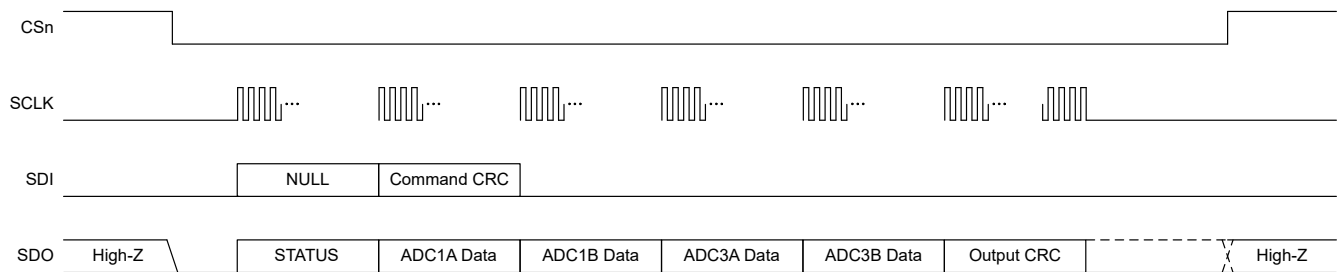 CSn
SCLK
... ... ... ... ... ...
SDI NULL Command CRC
SDO High-Z STATUS ADC1A Data ADC1B Data ADC3A Data ADC3B Data Output CRC High-Z